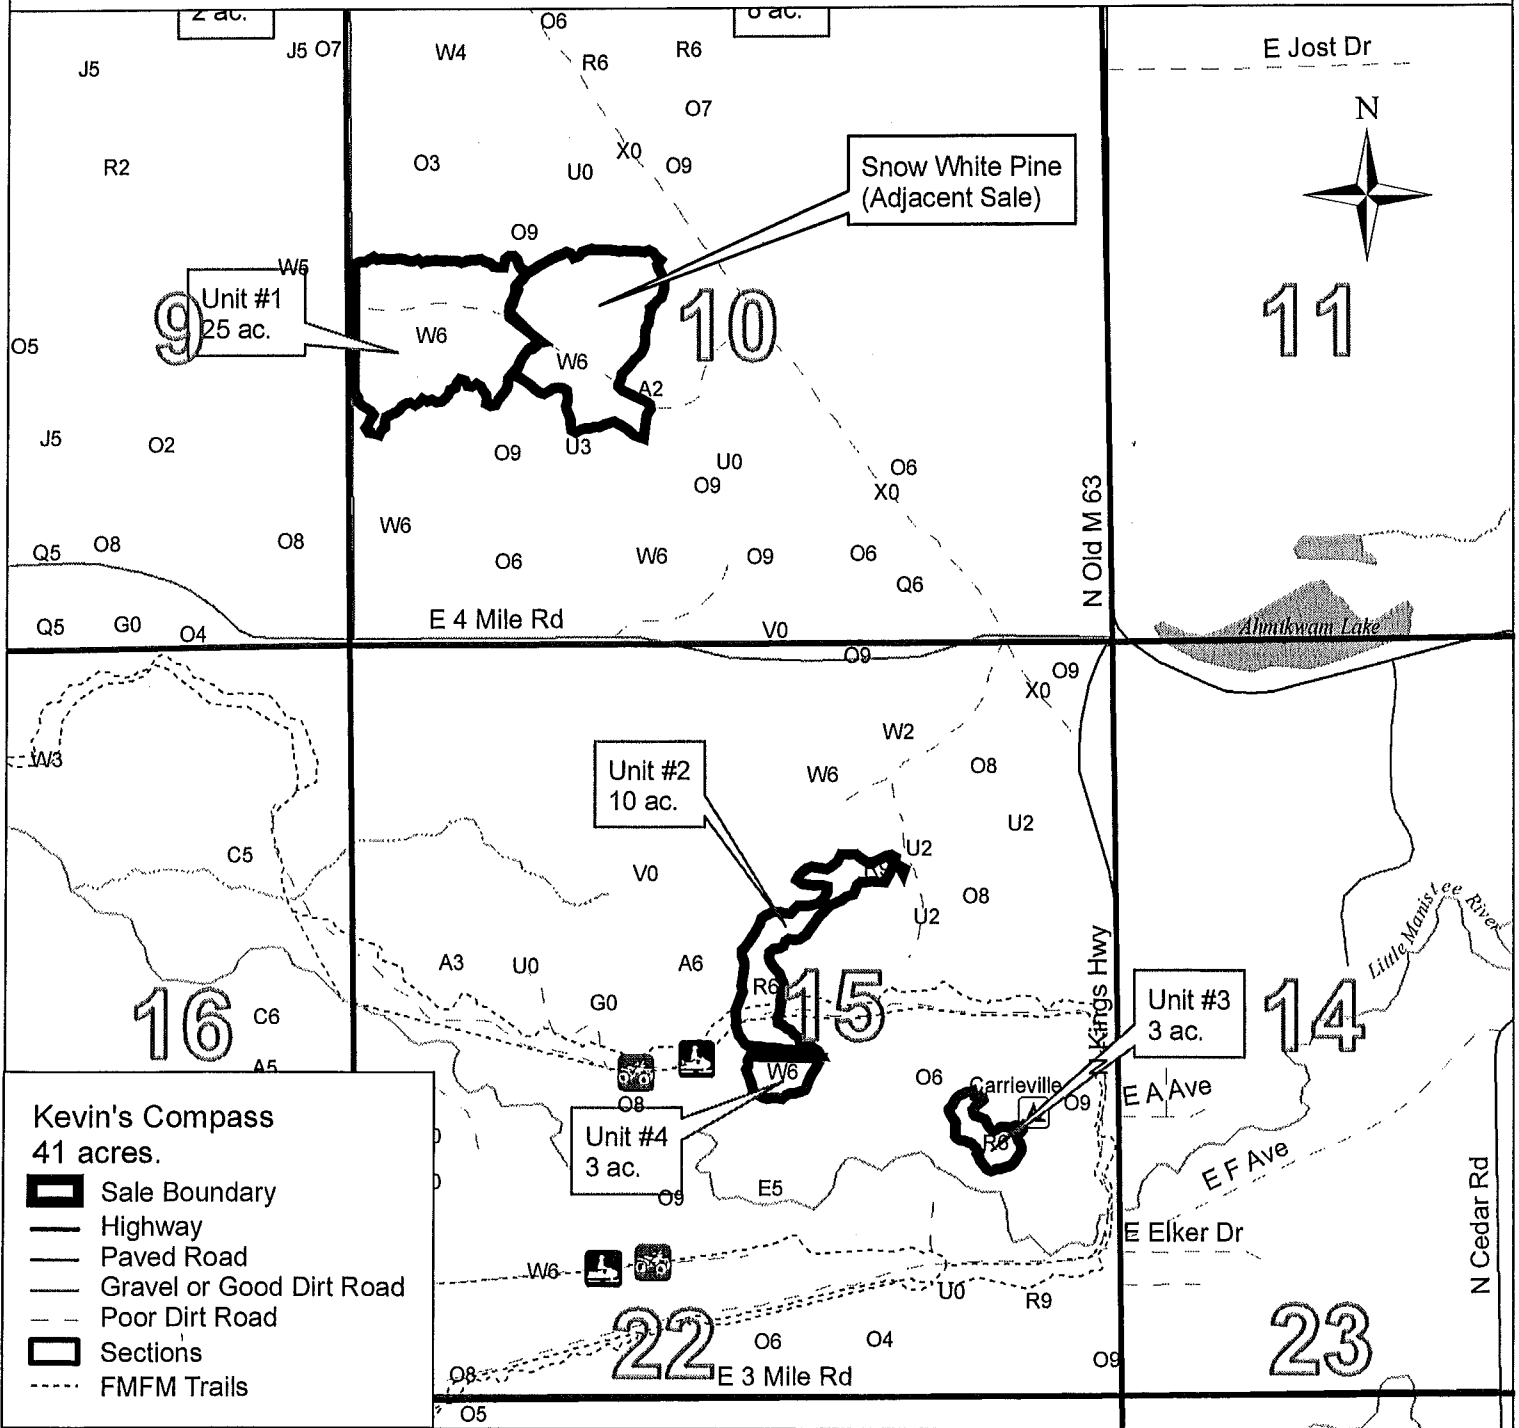 2 ac.
6 ac.
J5
J5 O7
W4
O6
R6
R6
E Jost Dr
O7
N
R2
O3
U0
X0
O9
Snow White Pine
(Adjacent Sale)
O9
W5
Unit #1
25 ac.
9
10
11
O5
W6
W6
A2
J5
O2
O9
U3
U0
O9
O6
X0
N Old M 63
Q5
O8
O8
W6
O6
W6
O9
O6
Q6
Q5
G0
O4
E 4 Mile Rd
V0
Ahmikwam Lake
O9
O9
X0
W3
W2
Unit #2
10 ac.
W6
O8
U2
C5
V0
U2
R9
O8
U2
Little Manistee River
N Kings Hwy
A3
U0
A6
R6
15
G0
16
C6
A5
Unit #3
3 ac.
14
W6
O6
Carrieville
O9
E A Ave
O8
Unit #4
3 ac.
R6
E F Ave
O9
E5
E Elker Dr
N Cedar Rd
W6
U0
R9
22
O6
O4
23
O8
E 3 Mile Rd
O9
O5
Kevin's Compass
41 acres.
Sale Boundary
Highway
Paved Road
Gravel or Good Dirt Road
Poor Dirt Road
Sections
FMFM Trails